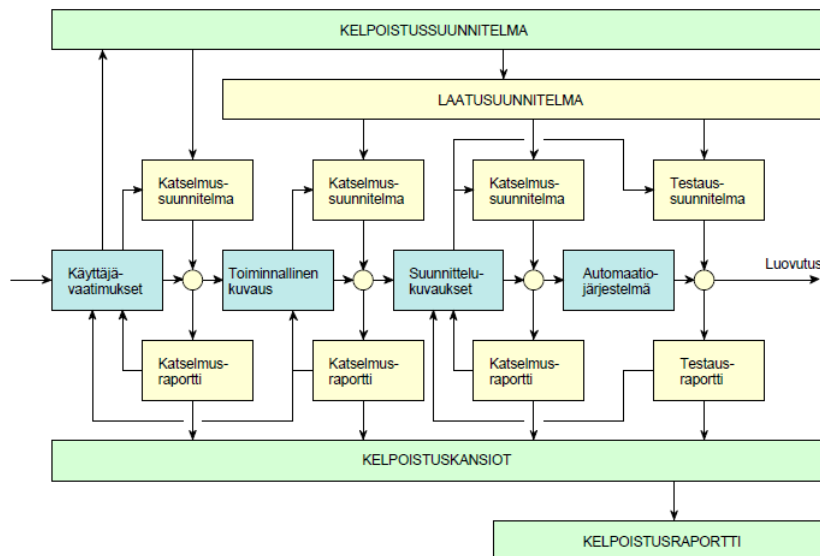 KELPOISTUSSUUNNITELMA
LAATUSUUNNITELMA
Katselmus-
suunnitelma
Katselmus-
suunnitelma
Katselmus-
suunnitelma
Testaus-
suunnitelma
Käyttäjä-
vaatimukset
Toiminnallinen
kuvaus
Suunnittelu-
kuvaukset
Automaatio-
järjestelmä
Luovutus
Katselmus-
raportti
Katselmus-
raportti
Katselmus-
raportti
Testaus-
raportti
KELPOISTUSKANSIOT
KELPOISTUSRAPORTTI